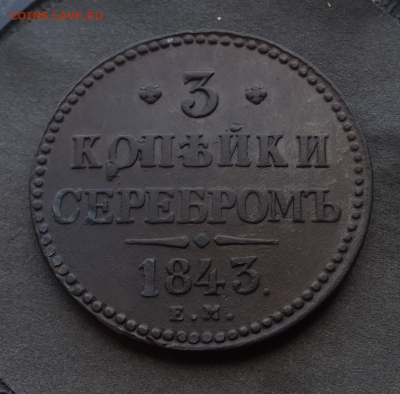 COINS.LAVE.RU
3
КОПѢЙКИ
СЕРЕБРОМЪ
1843.
Е.М.